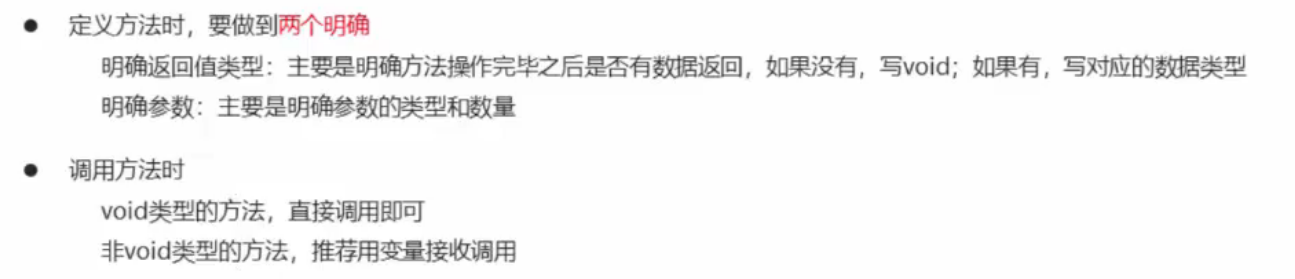 ● 定义方法时，要做到两个明确
明确返回值类型：主要是明确方法操作完毕之后是否有数据返回，如果没有，写void；如果有，写对应的数据类型
明确参数：主要是明确参数的类型和数量
● 调用方法时
void类型的方法，直接调用即可
非void类型的方法，推荐用变量接收调用